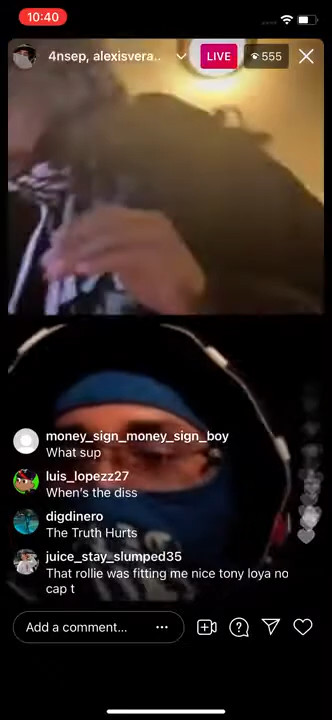 10:40
4nsep, alexisvera..
LIVE
555
money_sign_money_sign_boy
What sup
luis_lopezz27
When's the diss
digdinero
The Truth Hurts
juice_stay_slumped35
That rollie was fitting me nice tony loya no
cap t
Add a comment...